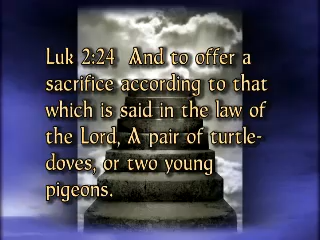 Luk 2:24  And to offer a
sacrifice according to that
which is said in the law of
the Lord, A pair of turtle-
doves, or two young
pigeons.